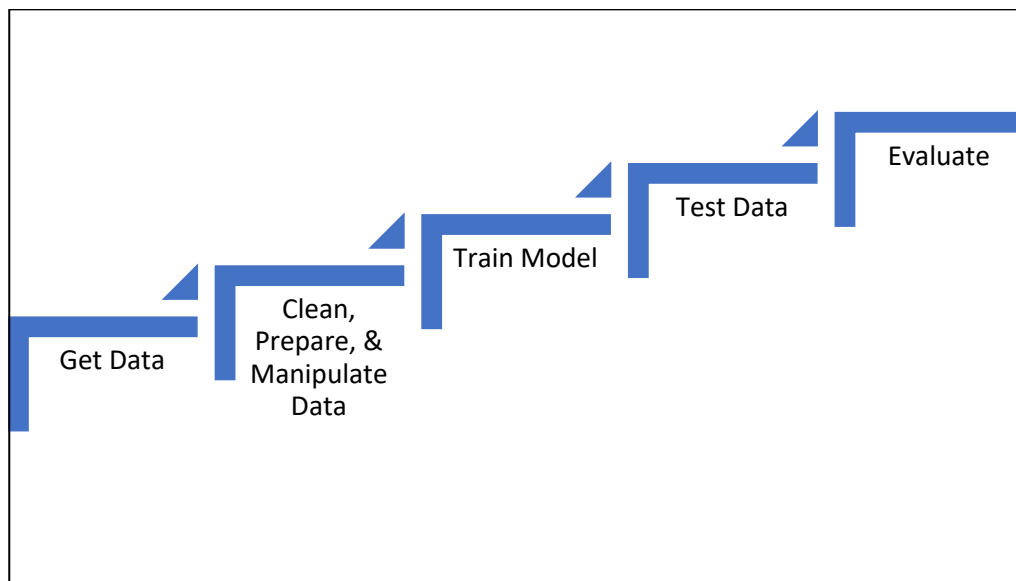 Get Data
Clean,
Prepare, &
Manipulate
Data
Train Model
Test Data
Evaluate